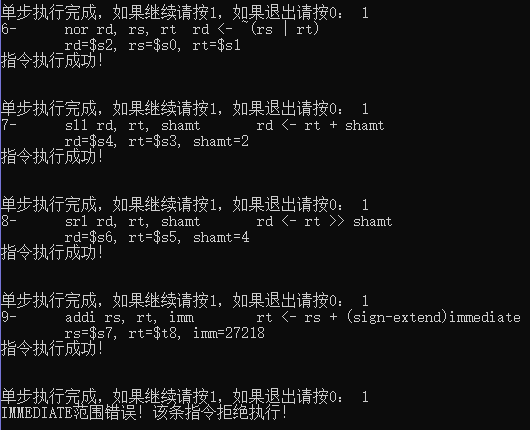 单步执行完成，如果继续请按1，如果退出请按0： 1
6-      nor rd, rs, rt  rd <- ~(rs | rt)
        rd=$s2, rs=$s0, rt=$s1
指令执行成功!
单步执行完成，如果继续请按1，如果退出请按0： 1
7-      sll rd, rt, shamt       rd <- rt + shamt
        rd=$s4, rt=$s3, shamt=2
指令执行成功!
单步执行完成，如果继续请按1，如果退出请按0： 1
8-      srl rd, rt, shamt       rd <- rt >> shamt
        rd=$s6, rt=$s5, shamt=4
指令执行成功!
单步执行完成，如果继续请按1，如果退出请按0： 1
9-      addi rs, rt, imm        rt <- rs + (sign-extend)immediate
        rs=$s7, rt=$t8, imm=27218
指令执行成功!
单步执行完成，如果继续请按1，如果退出请按0： 1
IMMEDIATE范围错误! 该条指令拒绝执行!